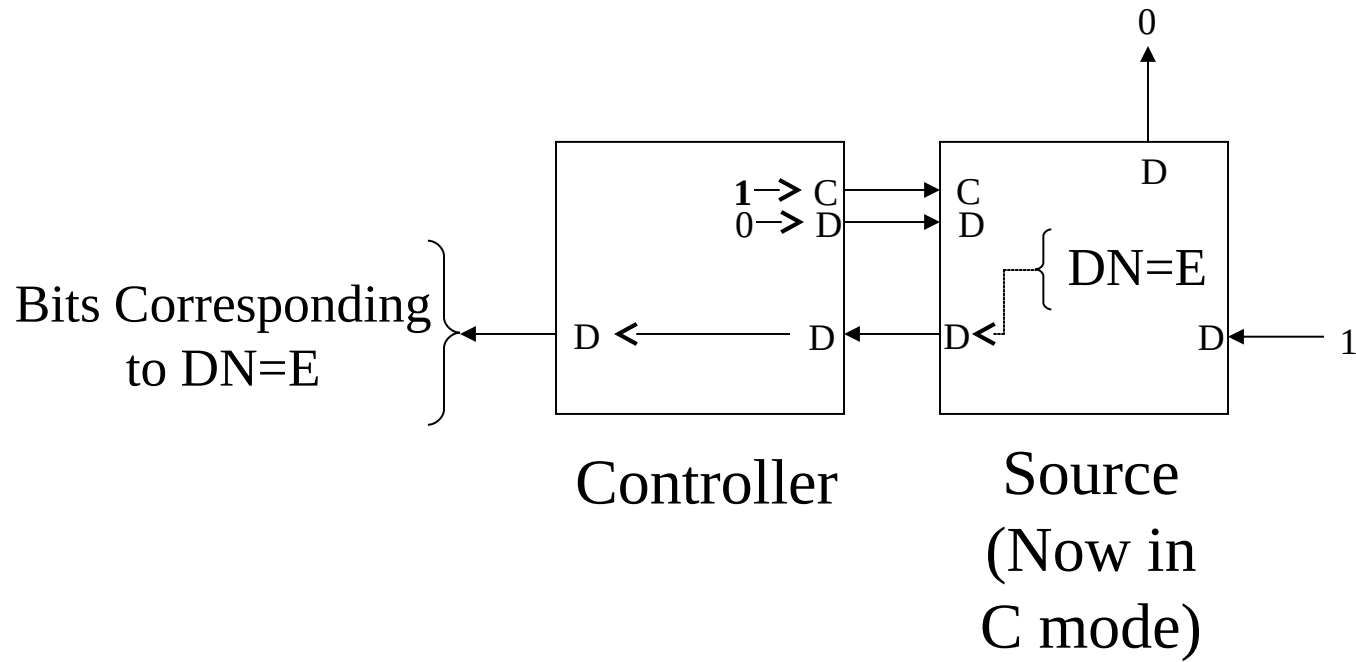 0
D
1 C C
0 D D
DN=E
Bits Corresponding
to DN=E
D D D D 1
Controller
Source
(Now in
C mode)